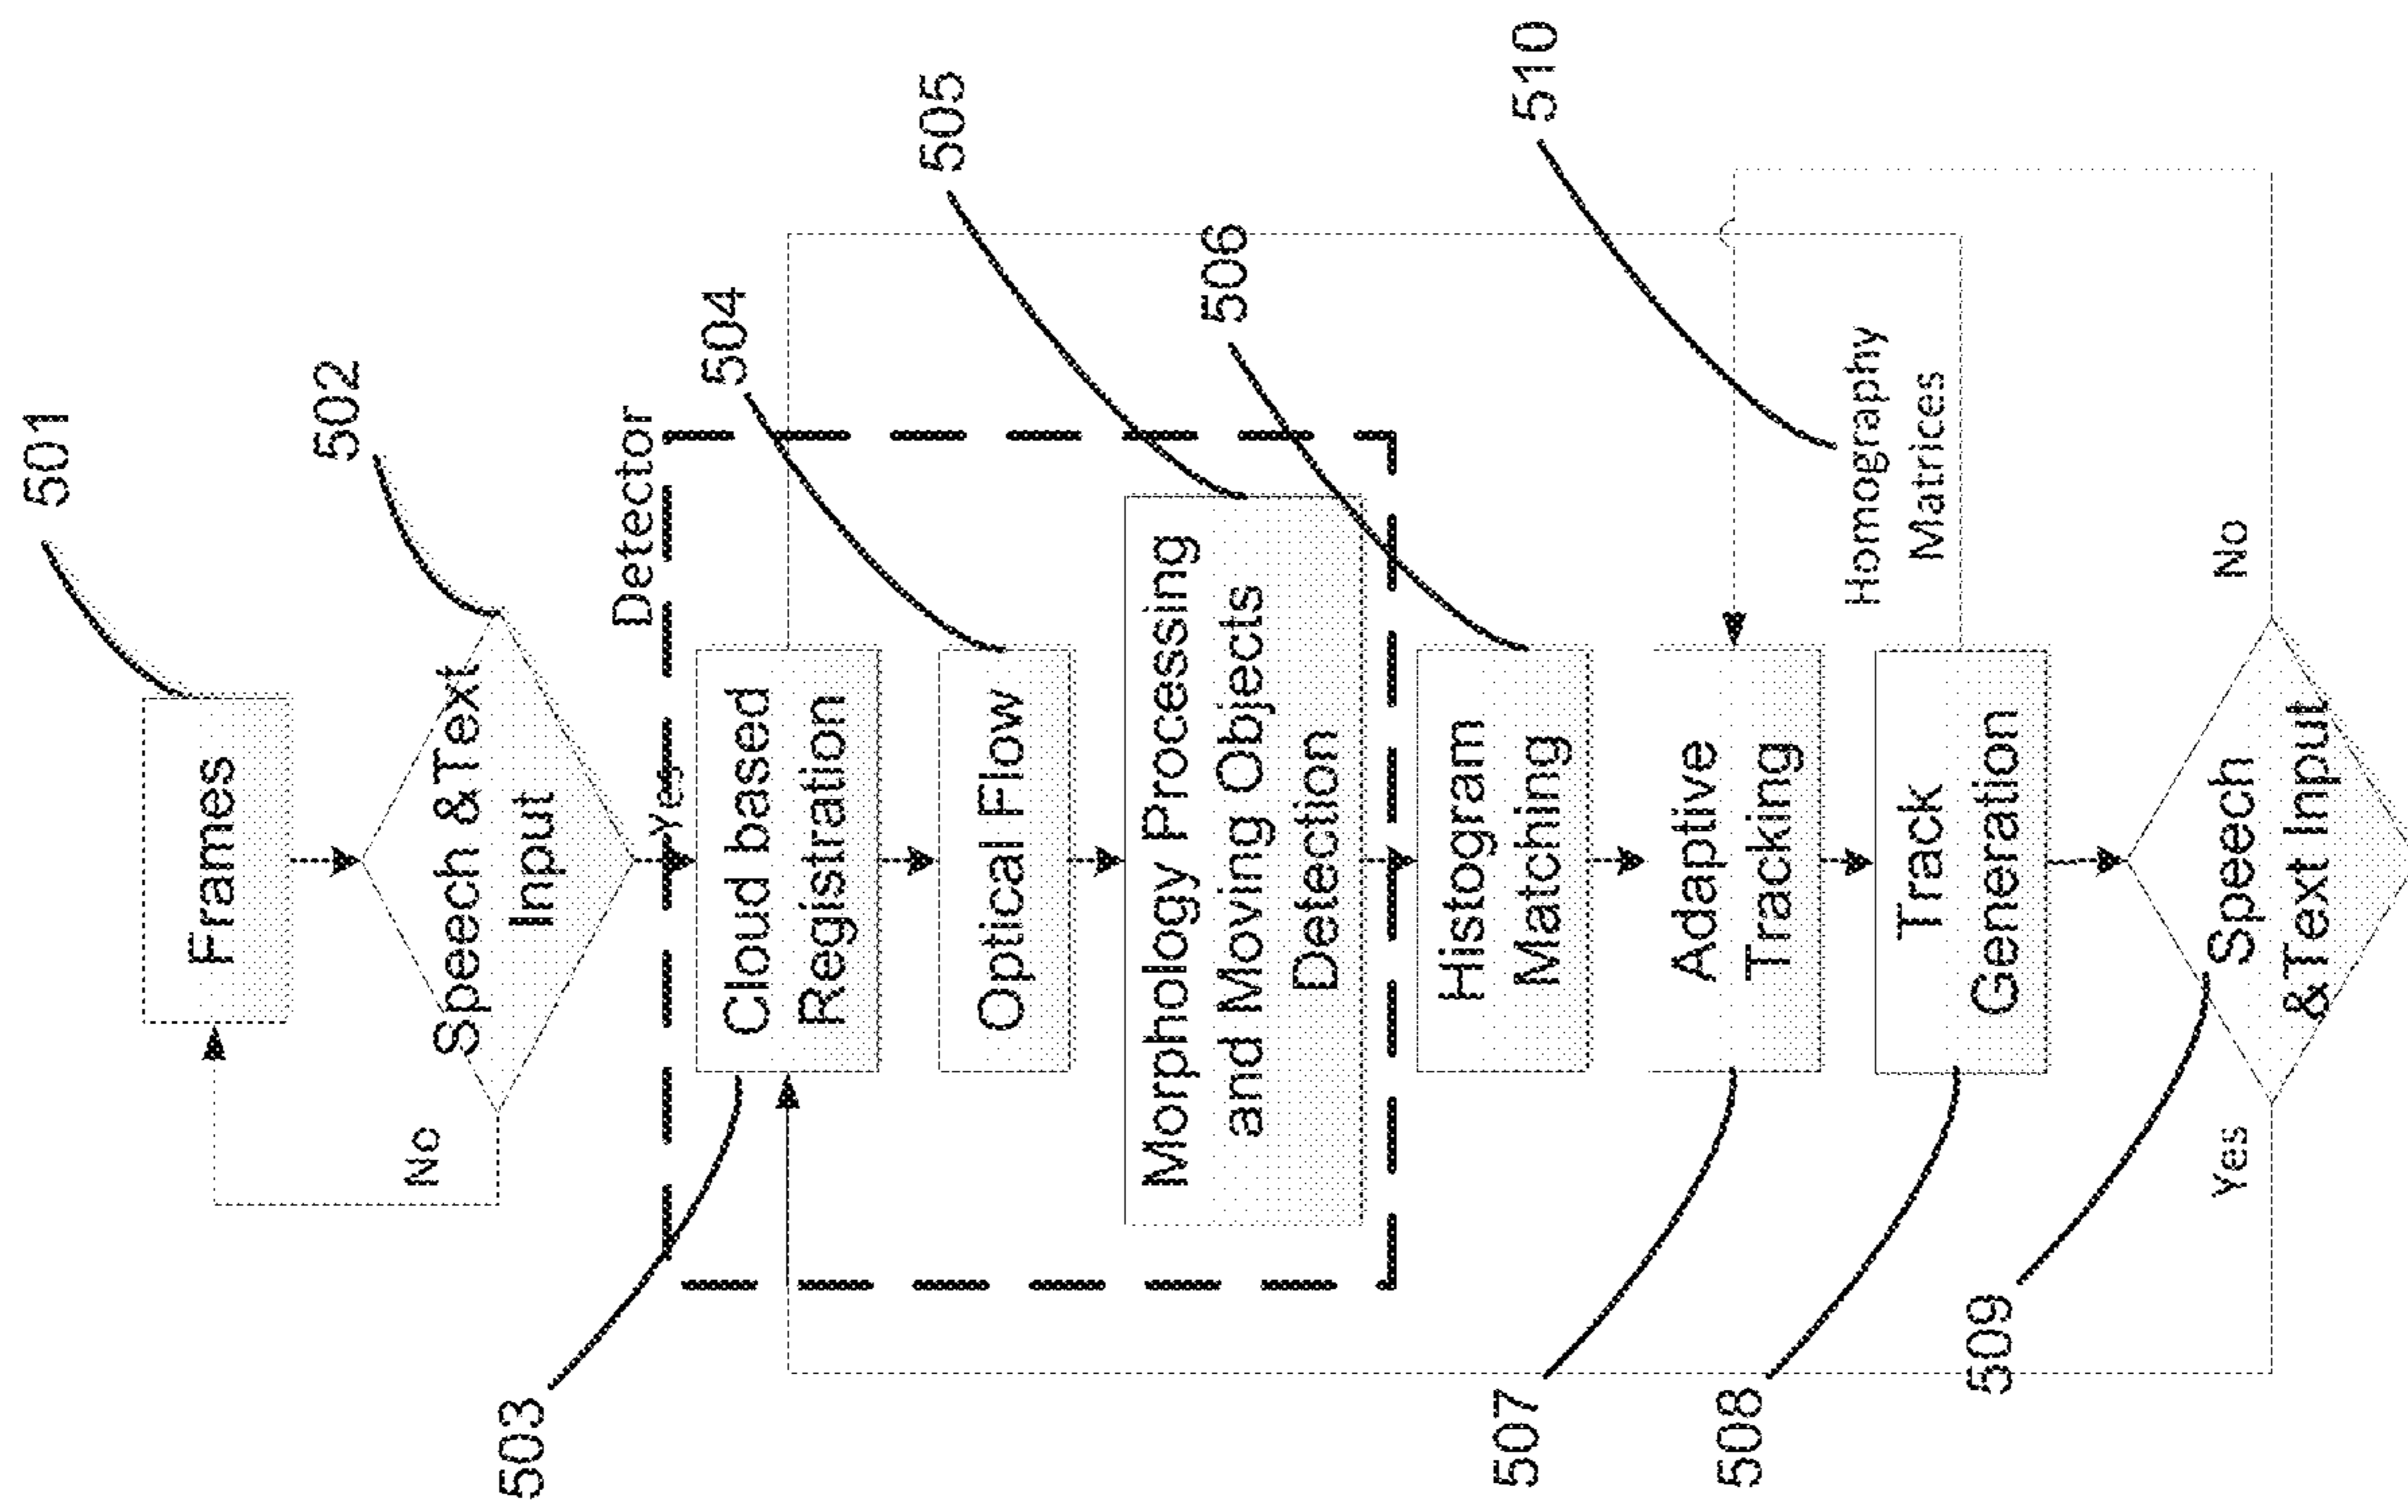 501
Frames
502
Speech &Text
Input
No
Yes
Detector
503
Cloud based
Registration
504
Optical Flow
505
Morphology Processing
and Moving Objects
Detection
506
Histogram
Matching
507
Adaptive
Tracking
510
Homography
Matrices
508
Track
Generation
509
Speech
&Text Input
Yes
No